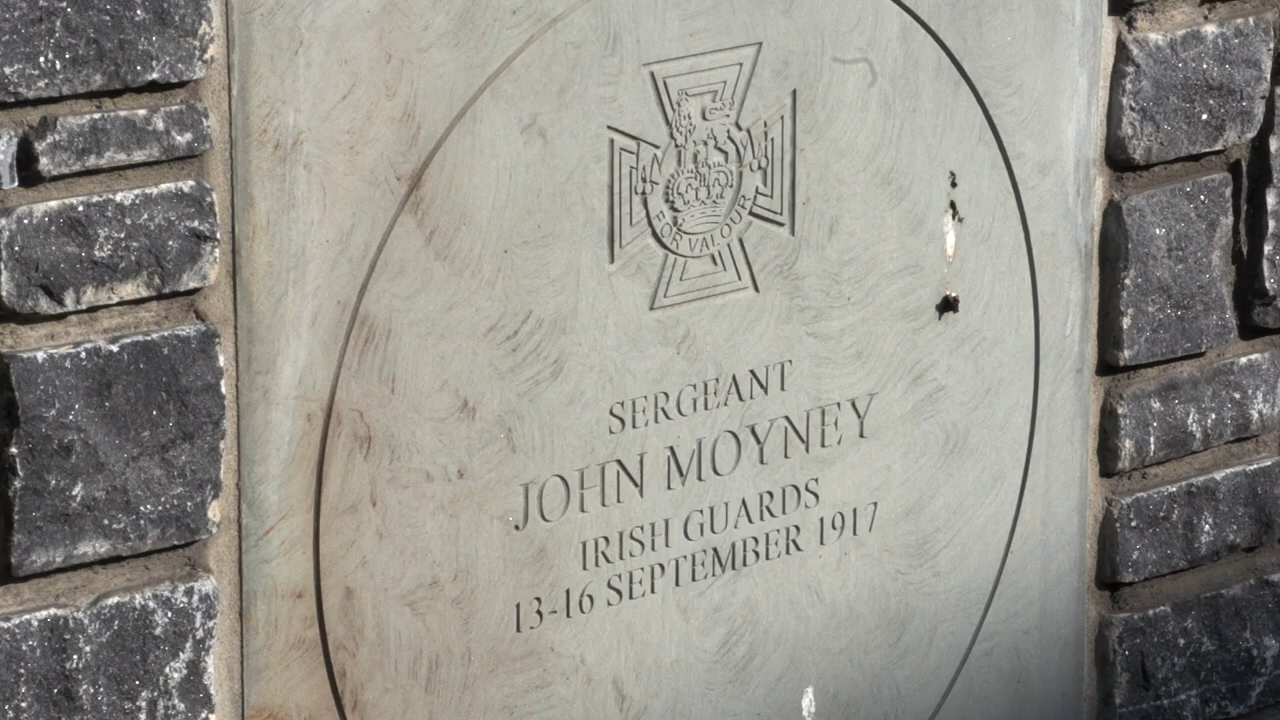 FOR VALOUR
SERGEANT
JOHN MOYNEY
IRISH GUARDS
13-16 SEPTEMBER 1917